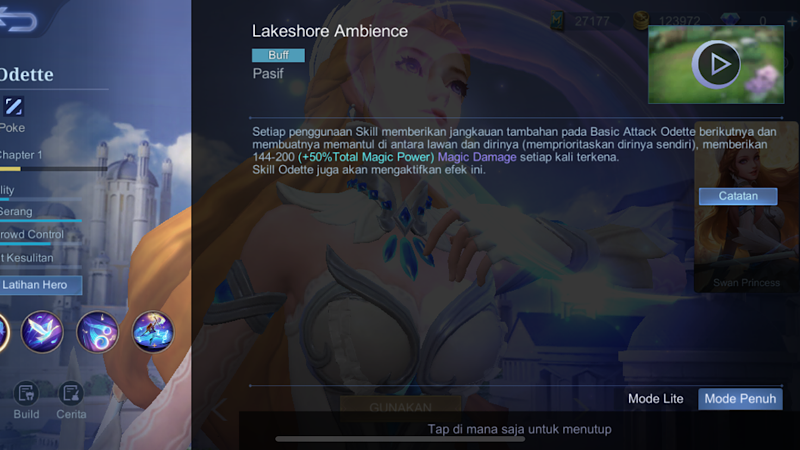 Lakeshore Ambience
27177
123972
0
Buff
Pasif
Odette
Poke
Chapter 1
Setiap penggunaan Skill memberikan jangkauan tambahan pada Basic Attack Odette berikutnya dan
membuatnya memantul di antara lawan dan dirinya (memprioritaskan dirinya sendiri), memberikan
144-200 (+50%Total Magic Power) Magic Damage setiap kali terkena.
Skill Odette juga akan mengaktifkan efek ini.
Catatan
lity
Serang
rowd Control
t Kesulitan
Latihan Hero
Swan Princess
Build
Cerita
GUNAKAN
Mode Lite
Mode Penuh
Tap di mana saja untuk menutup